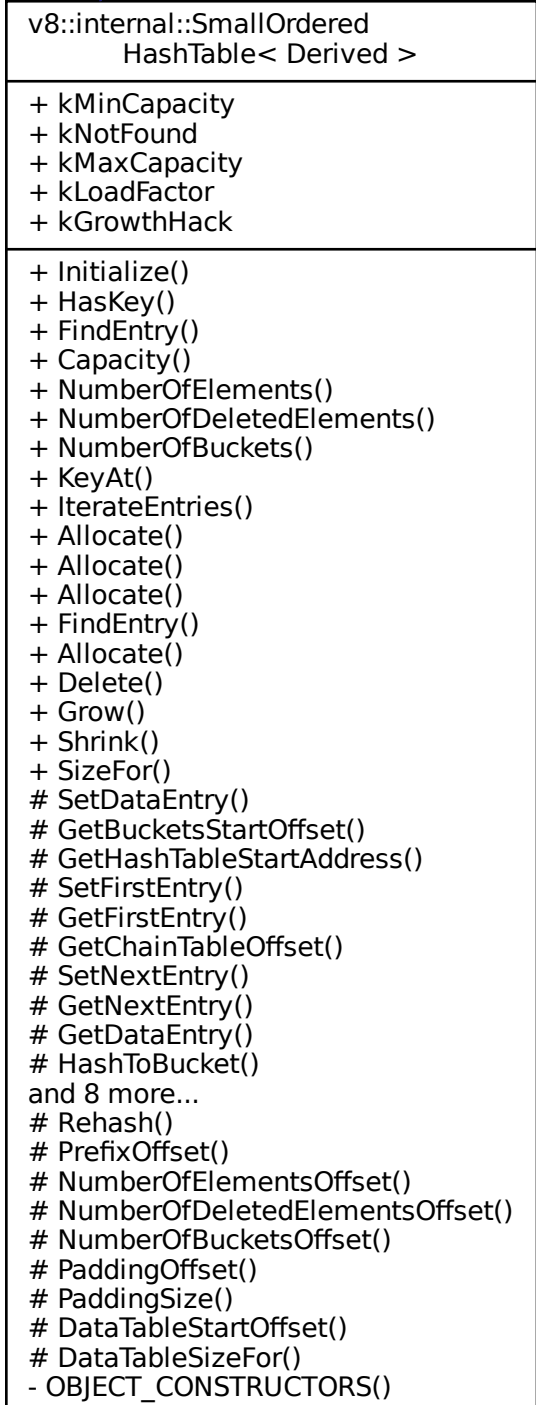 v8::internal::SmallOrdered
HashTable< Derived >
+ kMinCapacity
+ kNotFound
+ kMaxCapacity
+ kLoadFactor
+ kGrowthHack
+ Initialize()
+ HasKey()
+ FindEntry()
+ Capacity()
+ NumberOfElements()
+ NumberOfDeletedElements()
+ NumberOfBuckets()
+ KeyAt()
+ IterateEntries()
+ Allocate()
+ Allocate()
+ Allocate()
+ FindEntry()
+ Allocate()
+ Delete()
+ Grow()
+ Shrink()
+ SizeFor()
# SetDataEntry()
# GetBucketsStartOffset()
# GetHashTableStartAddress()
# SetFirstEntry()
# GetFirstEntry()
# GetChainTableOffset()
# SetNextEntry()
# GetNextEntry()
# GetDataEntry()
# HashToBucket()
and 8 more...
# Rehash()
# PrefixOffset()
# NumberOfElementsOffset()
# NumberOfDeletedElementsOffset()
# NumberOfBucketsOffset()
# PaddingOffset()
# PaddingSize()
# DataTableStartOffset()
# DataTableSizeFor()
- OBJECT_CONSTRUCTORS()